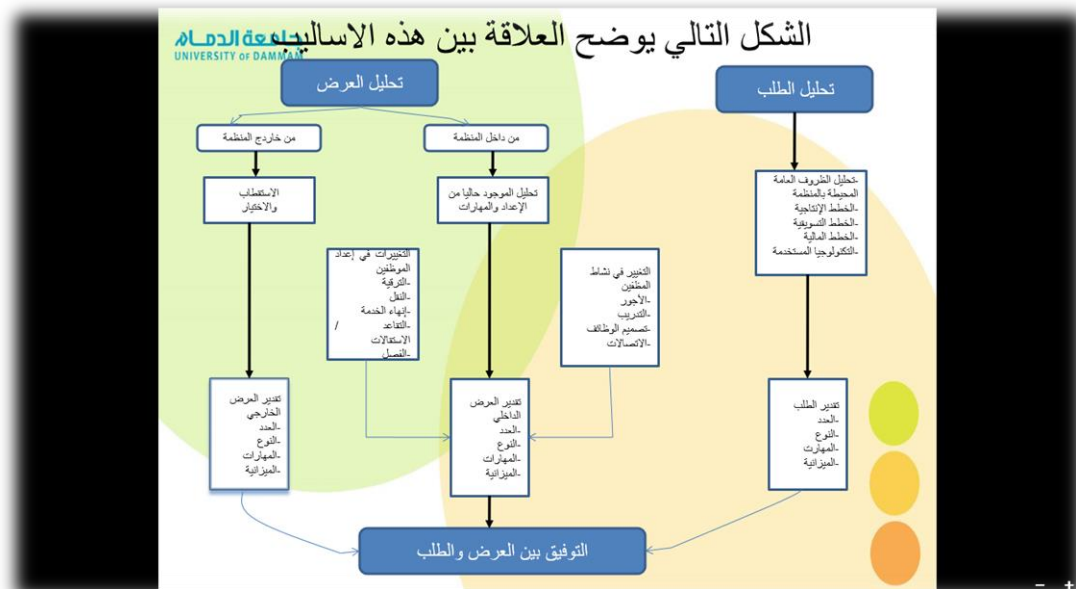 الشكل التالي يوضح العلاقة بين هذه الاساليب
جامعة الدمام
UNIVERSITY OF DAMMAM
تحليل الطلب
تحليل العرض
من داخل المنظمة
من خاردج المنظمة
-تحليل الظروف العامة
المحيطة بالمنظمة
-الخطط الإنتاجية
-الخطط التسويقية
-الخطط المالية
-التكنولوجيا المستخدمة
تحليل الموجود حاليا من
الإعداد والمهارات
الاستقطاب
والاختيار
التغيير في نشاط
المظفين
-الأجور
-التدريب
-تصميم الوظائف
-الاتصالات
التغييرات في إعداد
الموظفين
-الترقية
-النقل
-إنهاء الخدمة
-التقاعد /
الاستقالات
-الفصل
تقدير الطلب
-العدد
-النوع
-المهارت
-الميزانية
تقدير العرض
الداخلي
-العدد
-النوع
-المهارات
-الميزانية
تقدير العرض
الخارجي
-العدد
-النوع
-المهارات
-الميزانية
التوفيق بين العرض والطلب